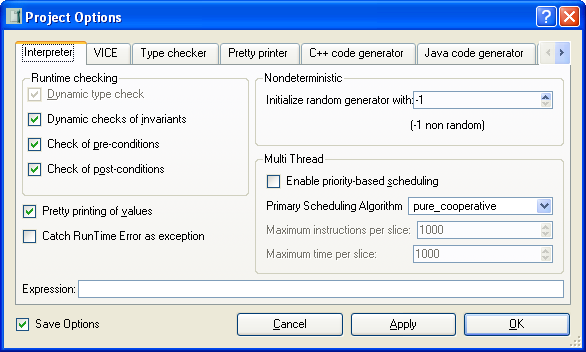 Project Options
Interpreter VICE Type checker Pretty printer C++ code generator Java code generator
Runtime checking
Dynamic type check
Dynamic checks of invariants
Check of pre-conditions
Check of post-conditions
Pretty printing of values
Catch RunTime Error as exception
Nondeterministic
Initialize random generator with: -1
(-1 non random)
Multi Thread
Enable priority-based scheduling
Primary Scheduling Algorithm pure_cooperative
Maximum instructions per slice: 1000
Maximum time per slice: 1000
Expression:
Save Options Cancel Apply OK